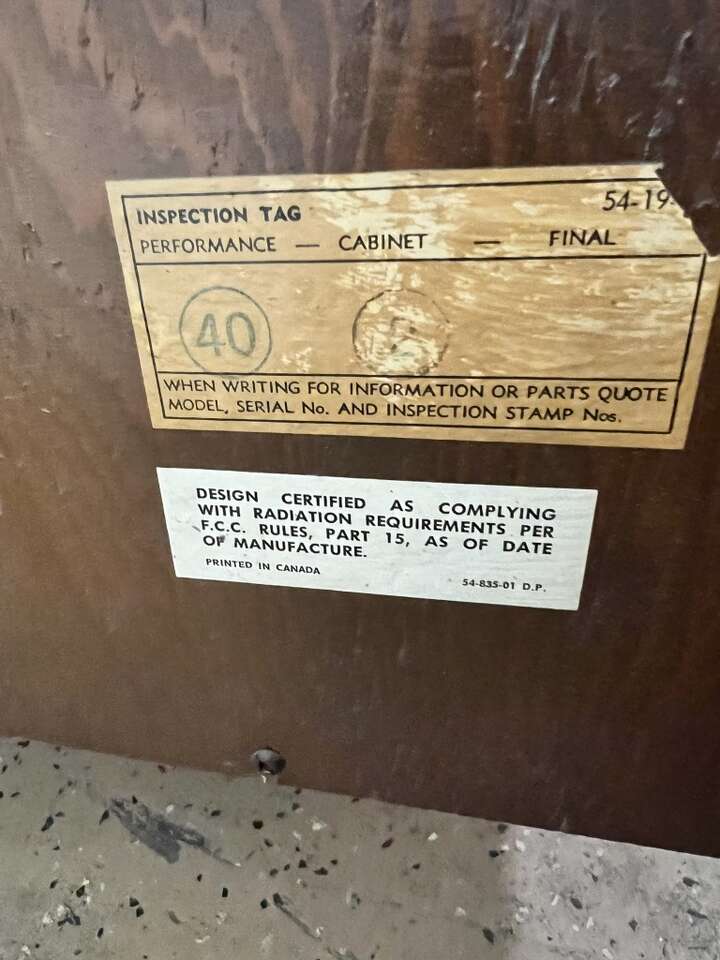 INSPECTION TAG 54-19
PERFORMANCE — CABINET — FINAL
40
WHEN WRITING FOR INFORMATION OR PARTS QUOTE
MODEL, SERIAL No. AND INSPECTION STAMP Nos.
DESIGN CERTIFIED AS COMPLYING
WITH RADIATION REQUIREMENTS PER
F.C.C. RULES, PART 15, AS OF DATE
OF MANUFACTURE.
PRINTED IN CANADA 54-835-01 D.P.